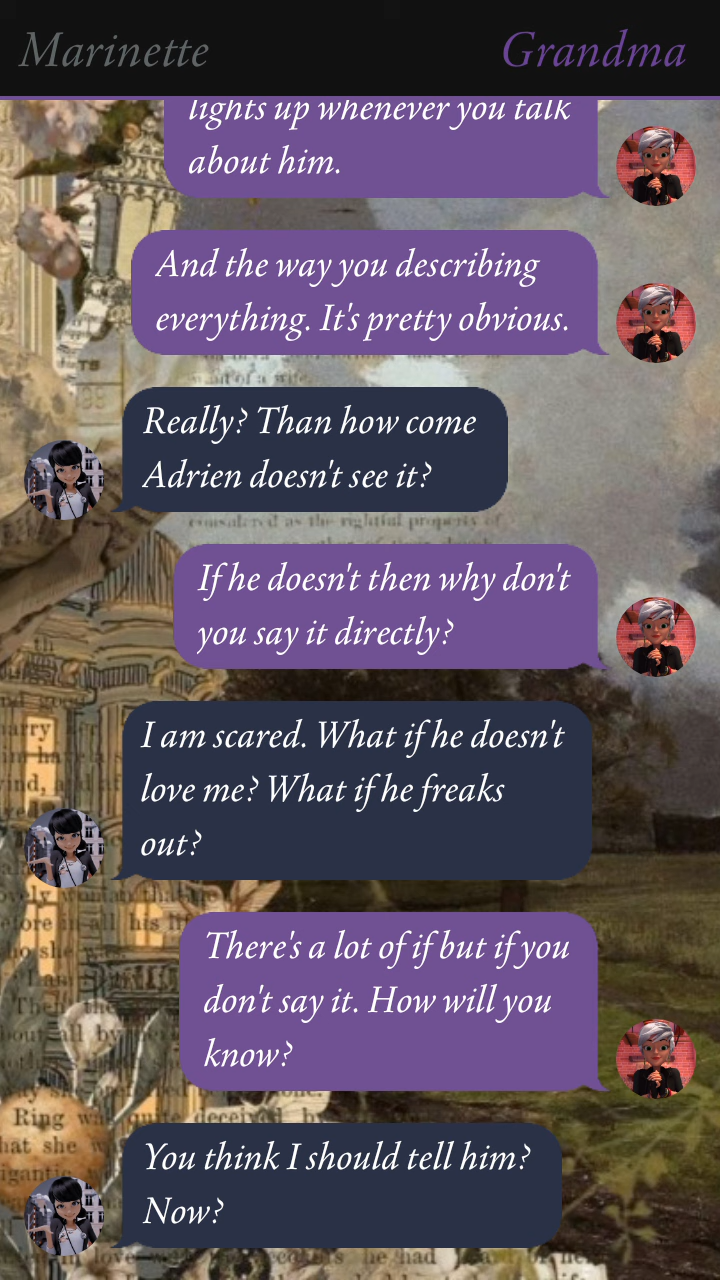 Marinette
Grandma
lights up whenever you talk
about him.
And the way you describing
everything. It's pretty obvious.
Really? Than how come
Adrien doesn't see it?
If he doesn't then why don't
you say it directly?
I am scared. What if he doesn't
love me? What if he freaks
out?
There's a lot of if but if you
don't say it. How will you
know?
You think I should tell him?
Now?